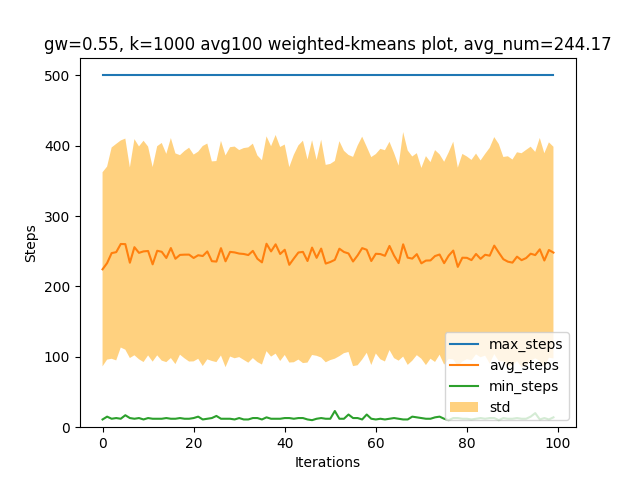 gw=0.55, k=1000 avg100 weighted-kmeans plot, avg_num=244.17
500
400
300
200
100
0
Steps
max_steps
avg_steps
min_steps
std
0 20 40 60 80 100
Iterations